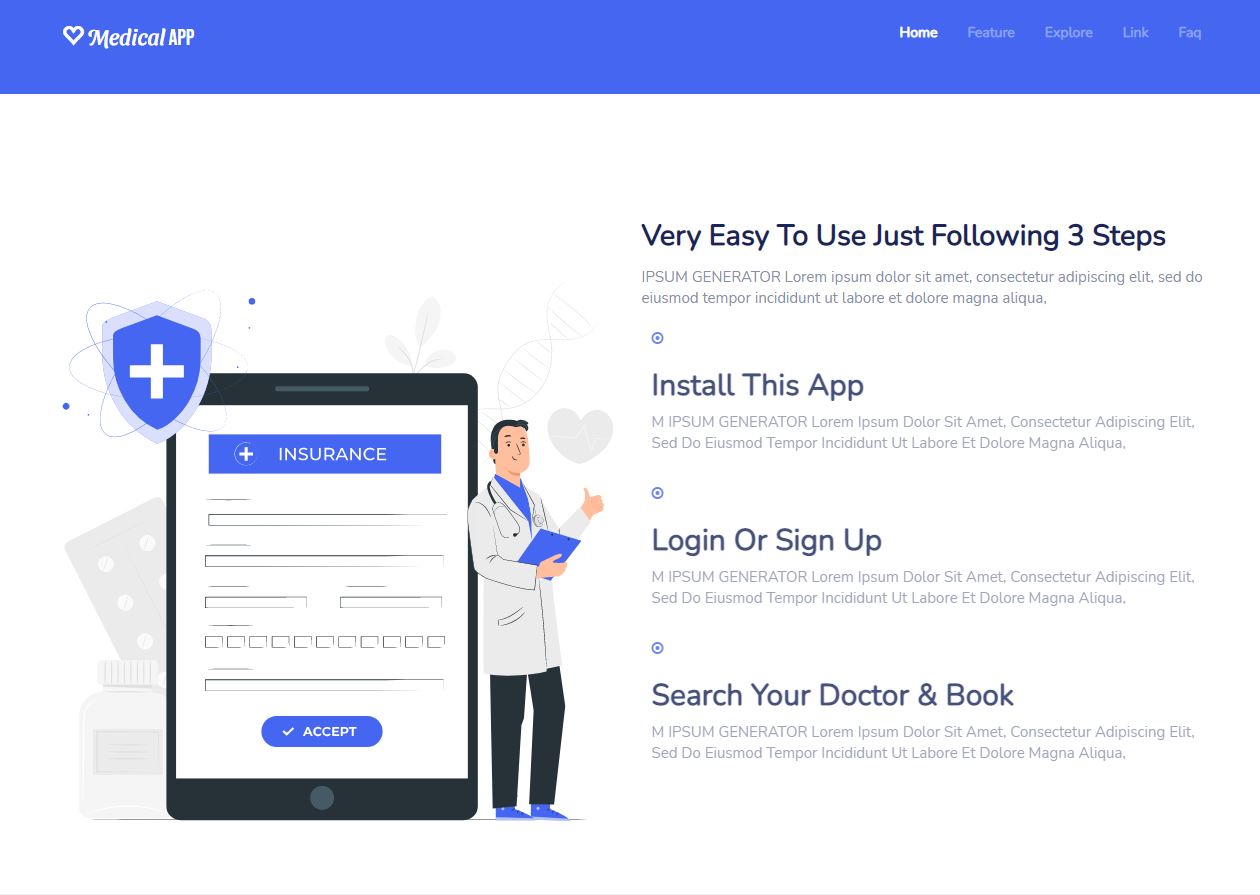 Medical APP
Home Feature Explore Link Faq
Very Easy To Use Just Following 3 Steps
IPSUM GENERATOR Lorem ipsum dolor sit amet, consectetur adipiscing elit, sed do
eiusmod tempor incididunt ut labore et dolore magna aliqua,
Install This App
M IPSUM GENERATOR Lorem Ipsum Dolor Sit Amet, Consectetur Adipiscing Elit,
Sed Do Eiusmod Tempor Incididunt Ut Labore Et Dolore Magna Aliqua,
Login Or Sign Up
M IPSUM GENERATOR Lorem Ipsum Dolor Sit Amet, Consectetur Adipiscing Elit,
Sed Do Eiusmod Tempor Incididunt Ut Labore Et Dolore Magna Aliqua,
Search Your Doctor & Book
M IPSUM GENERATOR Lorem Ipsum Dolor Sit Amet, Consectetur Adipiscing Elit,
Sed Do Eiusmod Tempor Incididunt Ut Labore Et Dolore Magna Aliqua,
INSURANCE
ACCEPT